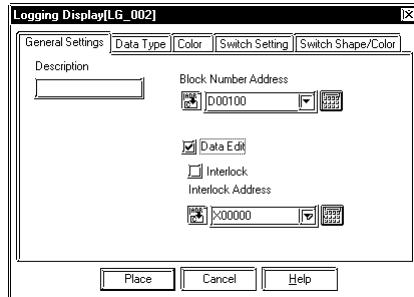 Logging Display[LG_002]
General Settings Data Type Color Switch Setting Switch Shape/Color
Description
Block Number Address
D00100
Data Edit
Interlock
Interlock Address
X00000
Place Cancel Help